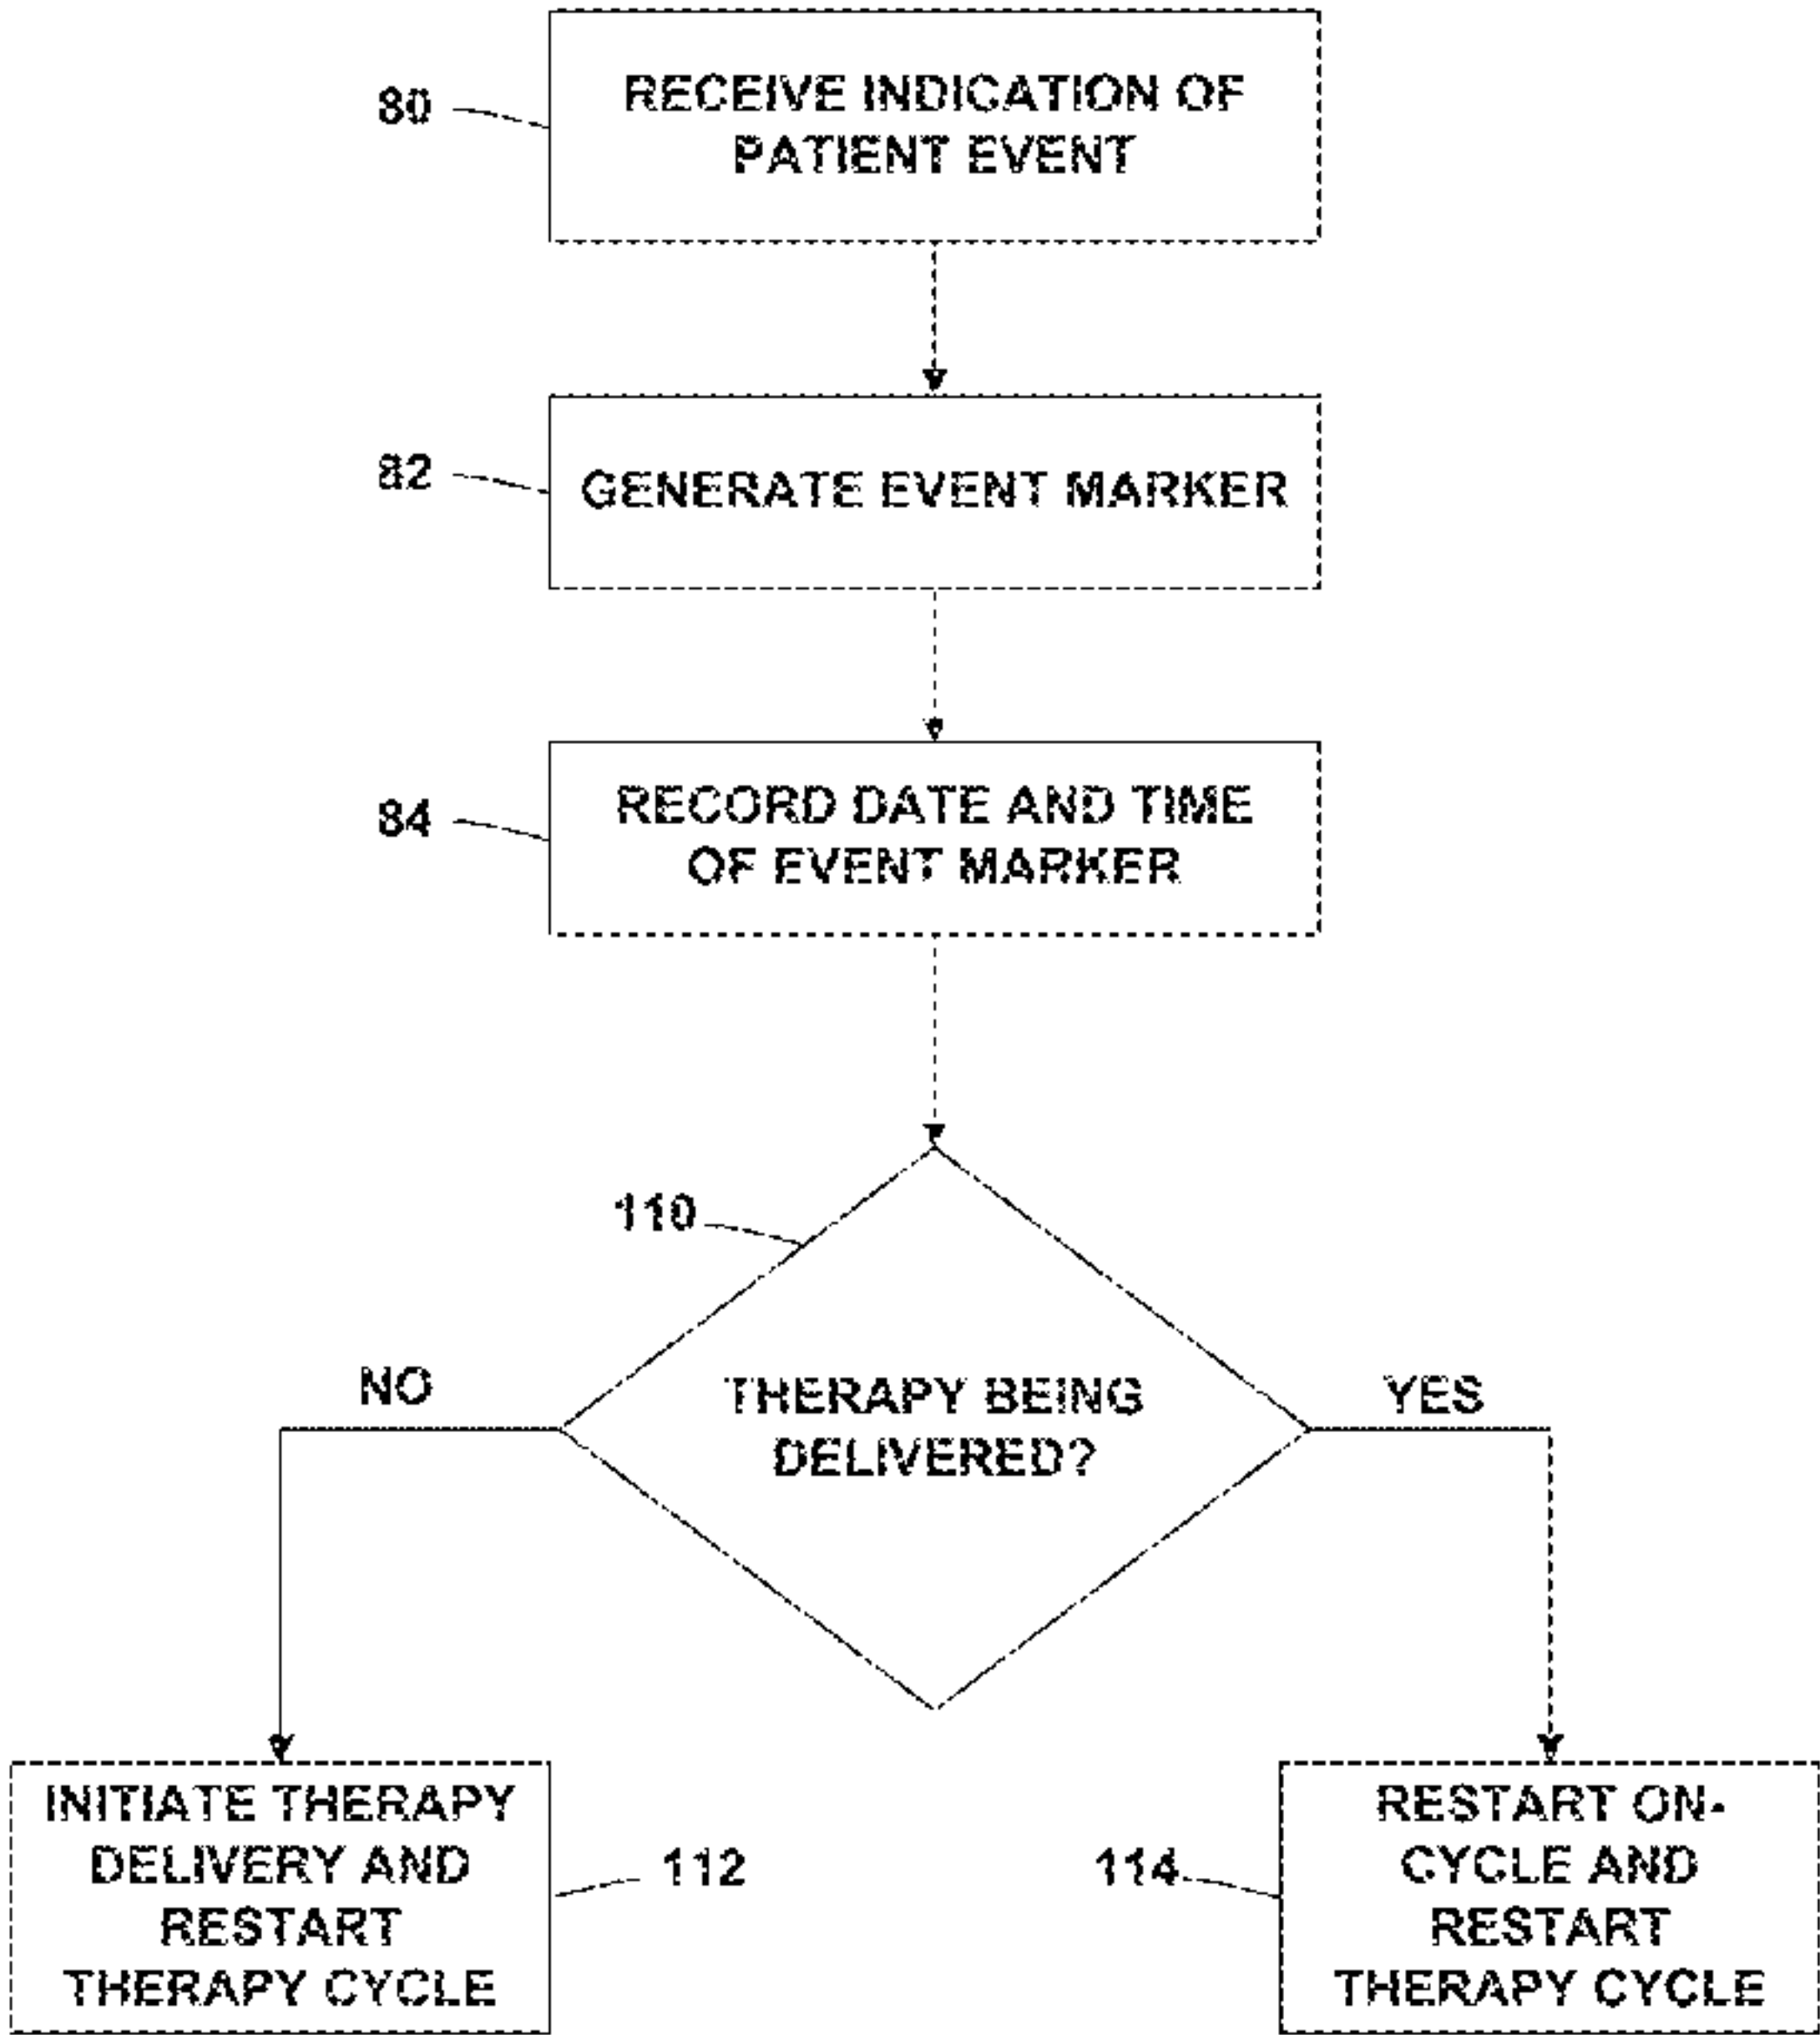 80
RECEIVE INDICATION OF
PATIENT EVENT
82
GENERATE EVENT MARKER
84
RECORD DATE AND TIME
OF EVENT MARKER
110
NO
THERAPY BEING
DELIVERED?
YES
INITIATE THERAPY
DELIVERY AND
RESTART
THERAPY CYCLE
112
114
RESTART ON-
CYCLE AND
RESTART
THERAPY CYCLE